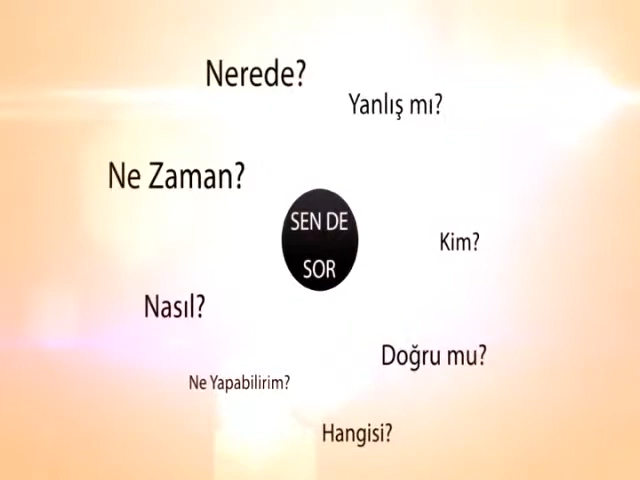 Nerede?
Yanlış mı?
Ne Zaman?
SEN DE
SOR
Kim?
Nasıl?
Doğru mu?
Ne Yapabilirim?
Hangisi?